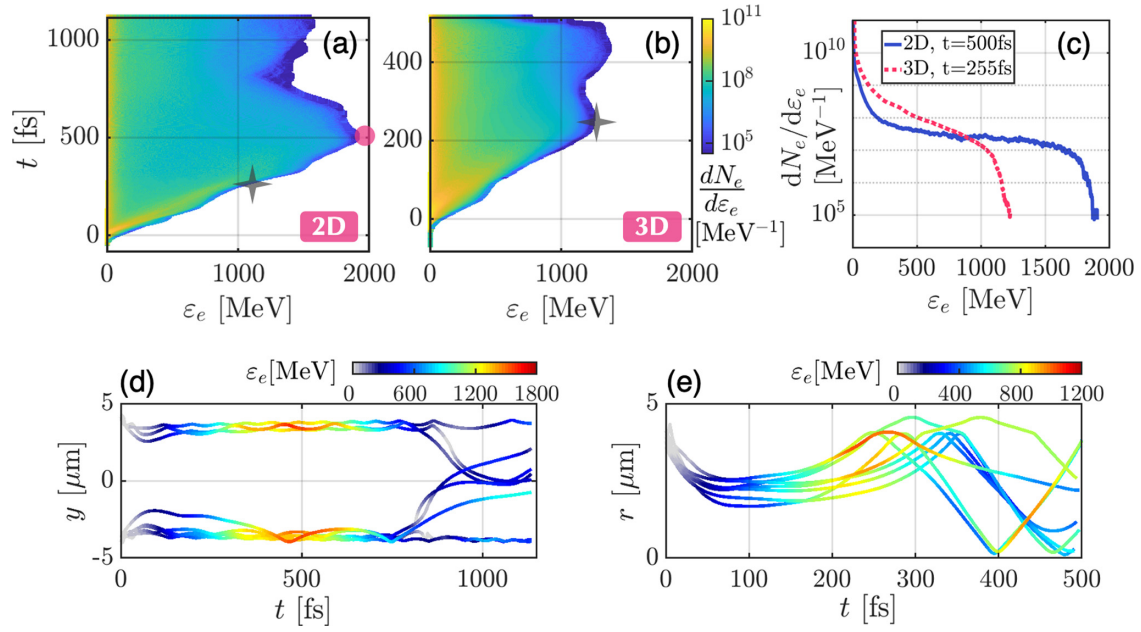 (a)
1000
500
0
t [fs]
0
1000
2000
εe [MeV]
2D
(b)
400
200
0
0
1000
2000
εe [MeV]
3D
10^11
10^8
10^5
dNe
dεe
[MeV−1]
(c)
2D, t=500fs
3D, t=255fs
10^10
10^5
dNe/dεe
[MeV−1]
0
500
1000
1500
2000
εe [MeV]
(d)
εe[MeV]
0
600
1200
1800
5
0
-5
y [μm]
0
500
1000
t [fs]
(e)
εe[MeV]
0
400
800
1200
5
0
r [μm]
0
100
200
300
400
500
t [fs]